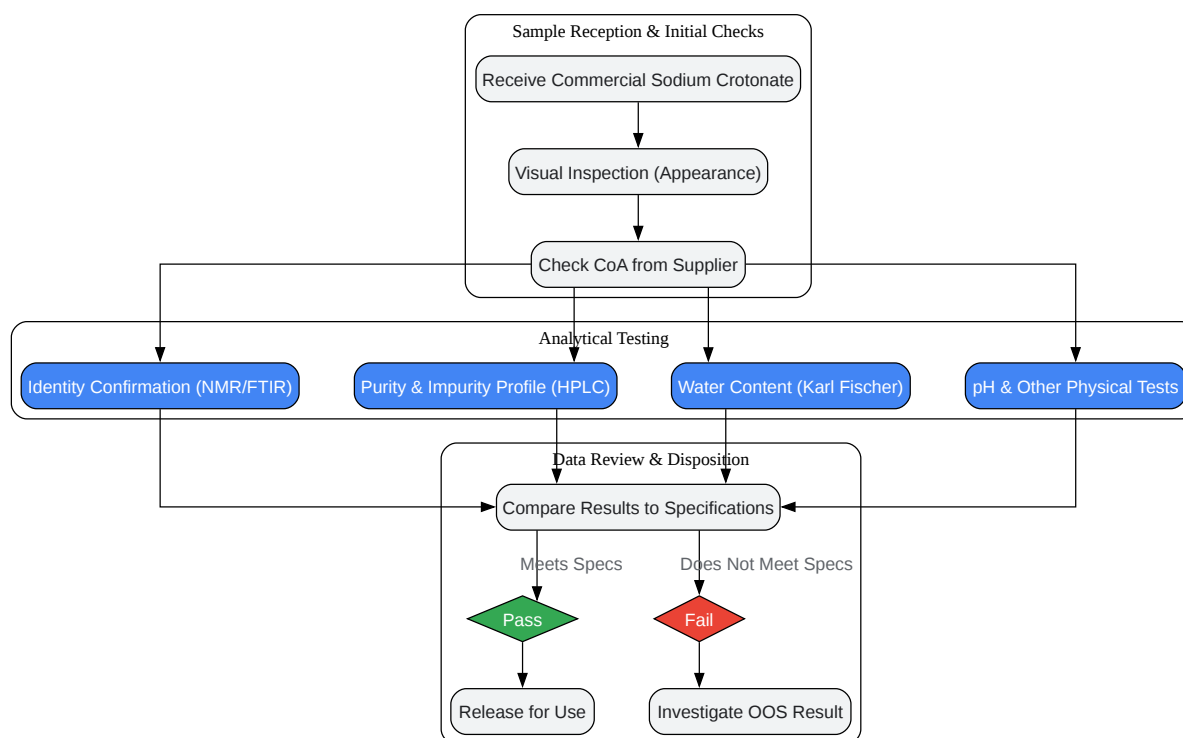 Sample Reception & Initial Checks
Receive Commercial Sodium Crotonate
Visual Inspection (Appearance)
Check CoA from Supplier
Analytical Testing
Identity Confirmation (NMR/FTIR)
Purity & Impurity Profile (HPLC)
Water Content (Karl Fischer)
pH & Other Physical Tests
Data Review & Disposition
Compare Results to Specifications
Meets Specs
Does Not Meet Specs
Pass
Fail
Release for Use
Investigate OOS Result